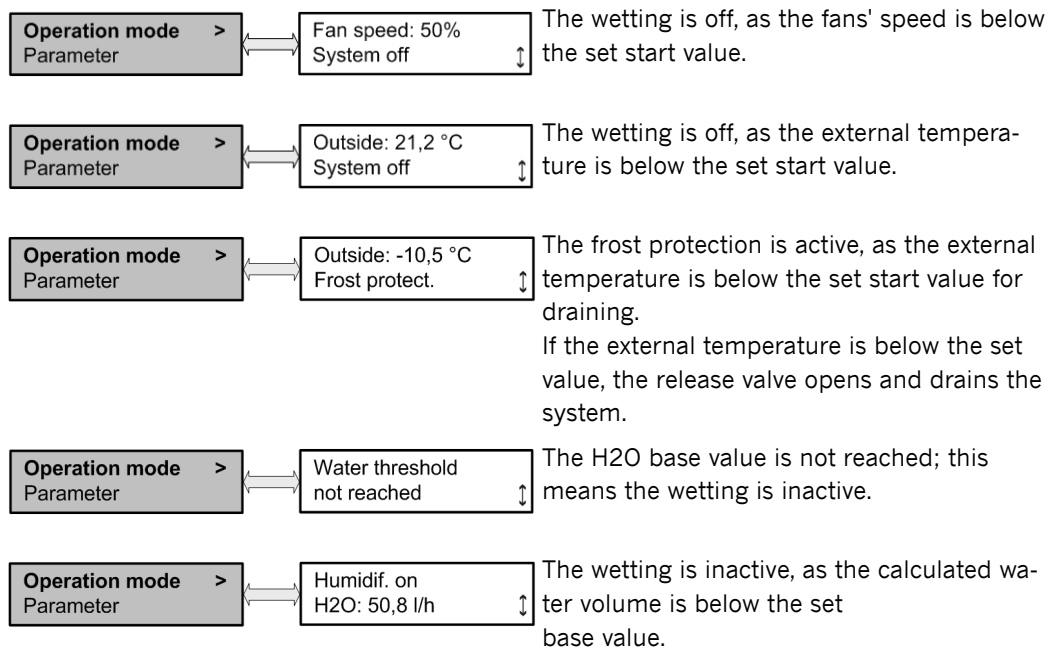 Operation mode >
Parameter
Fan speed: 50%
System off ↕
The wetting is off, as the fans' speed is below
the set start value.
Operation mode >
Parameter
Outside: 21,2 °C
System off ↕
The wetting is off, as the external tempera-
ture is below the set start value.
Operation mode >
Parameter
Outside: -10,5 °C
Frost protect. ↕
The frost protection is active, as the external
temperature is below the set start value for
draining.
If the external temperature is below the set
value, the release valve opens and drains the
system.
Operation mode >
Parameter
Water threshold
not reached ↕
The H2O base value is not reached; this
means the wetting is inactive.
Operation mode >
Parameter
Humidif. on
H2O: 50,8 l/h ↕
The wetting is inactive, as the calculated wa-
ter volume is below the set
base value.